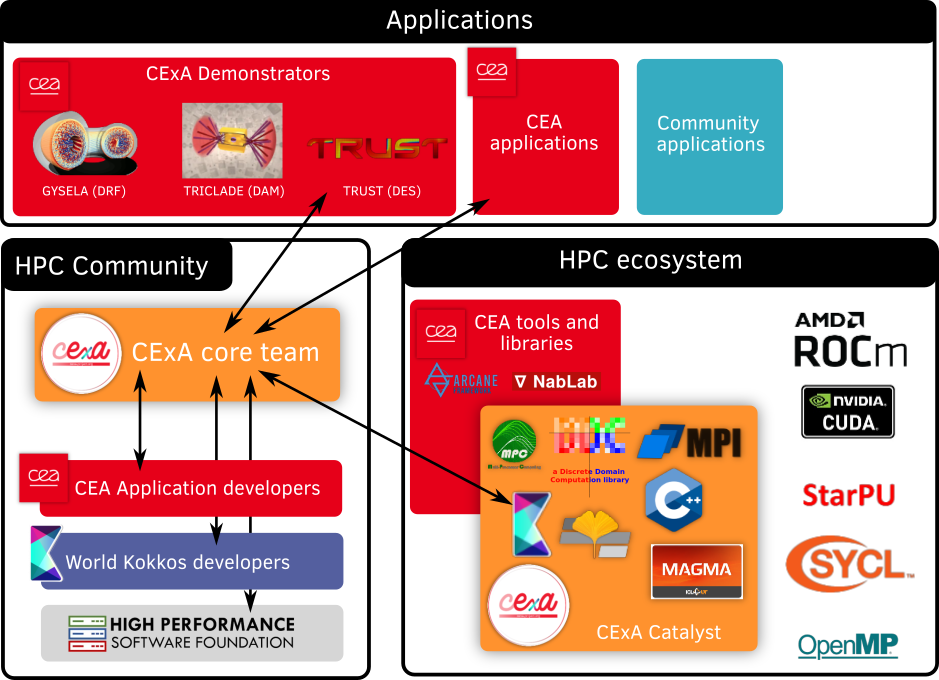 Applications
cea
CExA Demonstrators
TRUST
GYSELA (DRF)
TRICLADE (DAM)
TRUST (DES)
cea
CEA
applications
Community
applications
HPC Community
cexa
CExA core team
cea
CEA Application developers
World Kokkos developers
HIGH PERFORMANCE
SOFTWARE FOUNDATION
HPC ecosystem
cea
CEA tools and
libraries
ARCANE
∇ NabLab
MPC
a Discrete Domain
Computation library
MPI
C++
MAGMA
cexa
CExA Catalyst
AMD
ROCm
NVIDIA
CUDA
StarPU
SYCL™
OpenMP